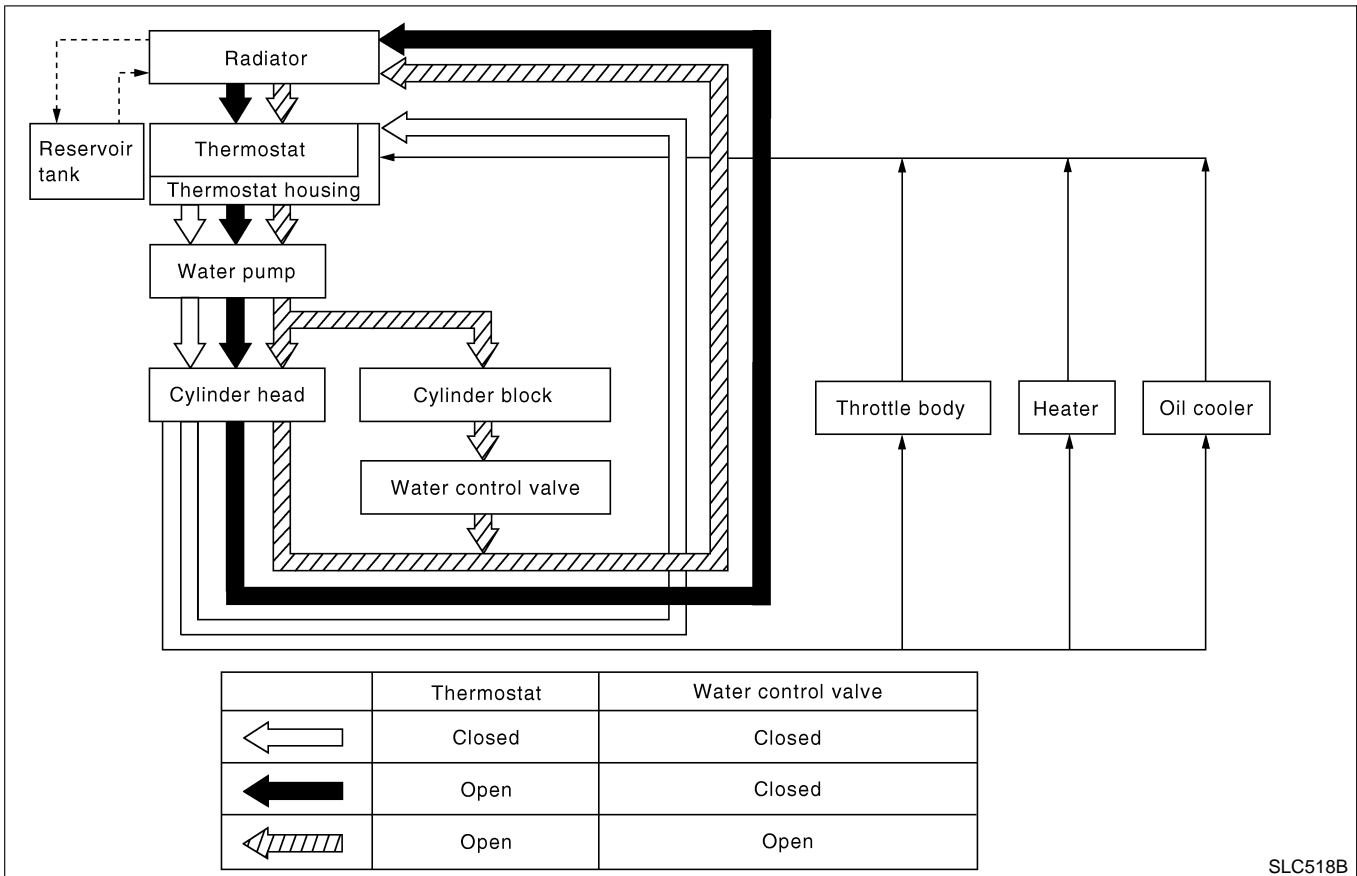 Radiator
Reservoir
tank
Thermostat
Thermostat housing
Water pump
Cylinder head
Cylinder block
Water control valve
Throttle body
Heater
Oil cooler
Thermostat Water control valve
Closed Closed
Open Closed
Open Open
SLC518B